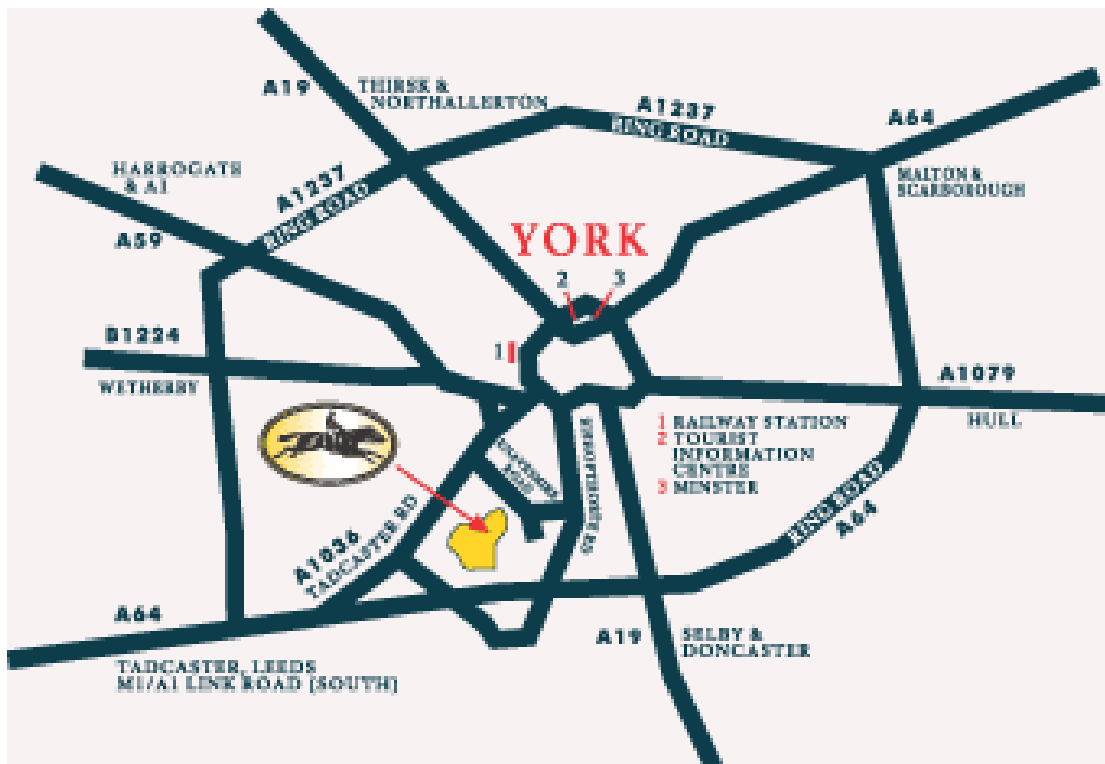 A19
THIRSK &
NORTHALLERTON
A1237
RING ROAD
A64
HARROGATE
& A1
A1237
RING ROAD
MALTON &
SCARBOROUGH
A59
YORK
2
3
B1224
1
A1079
WETHERBY
HULL
1 RAILWAY STATION
2 TOURIST
INFORMATION
CENTRE
3 MINSTER
BISHOPTHORPE RD
RING ROAD
A64
A1036
TADCASTER RD
A64
A19
SELBY &
DONCASTER
TADCASTER, LEEDS
M1/A1 LINK ROAD (SOUTH)